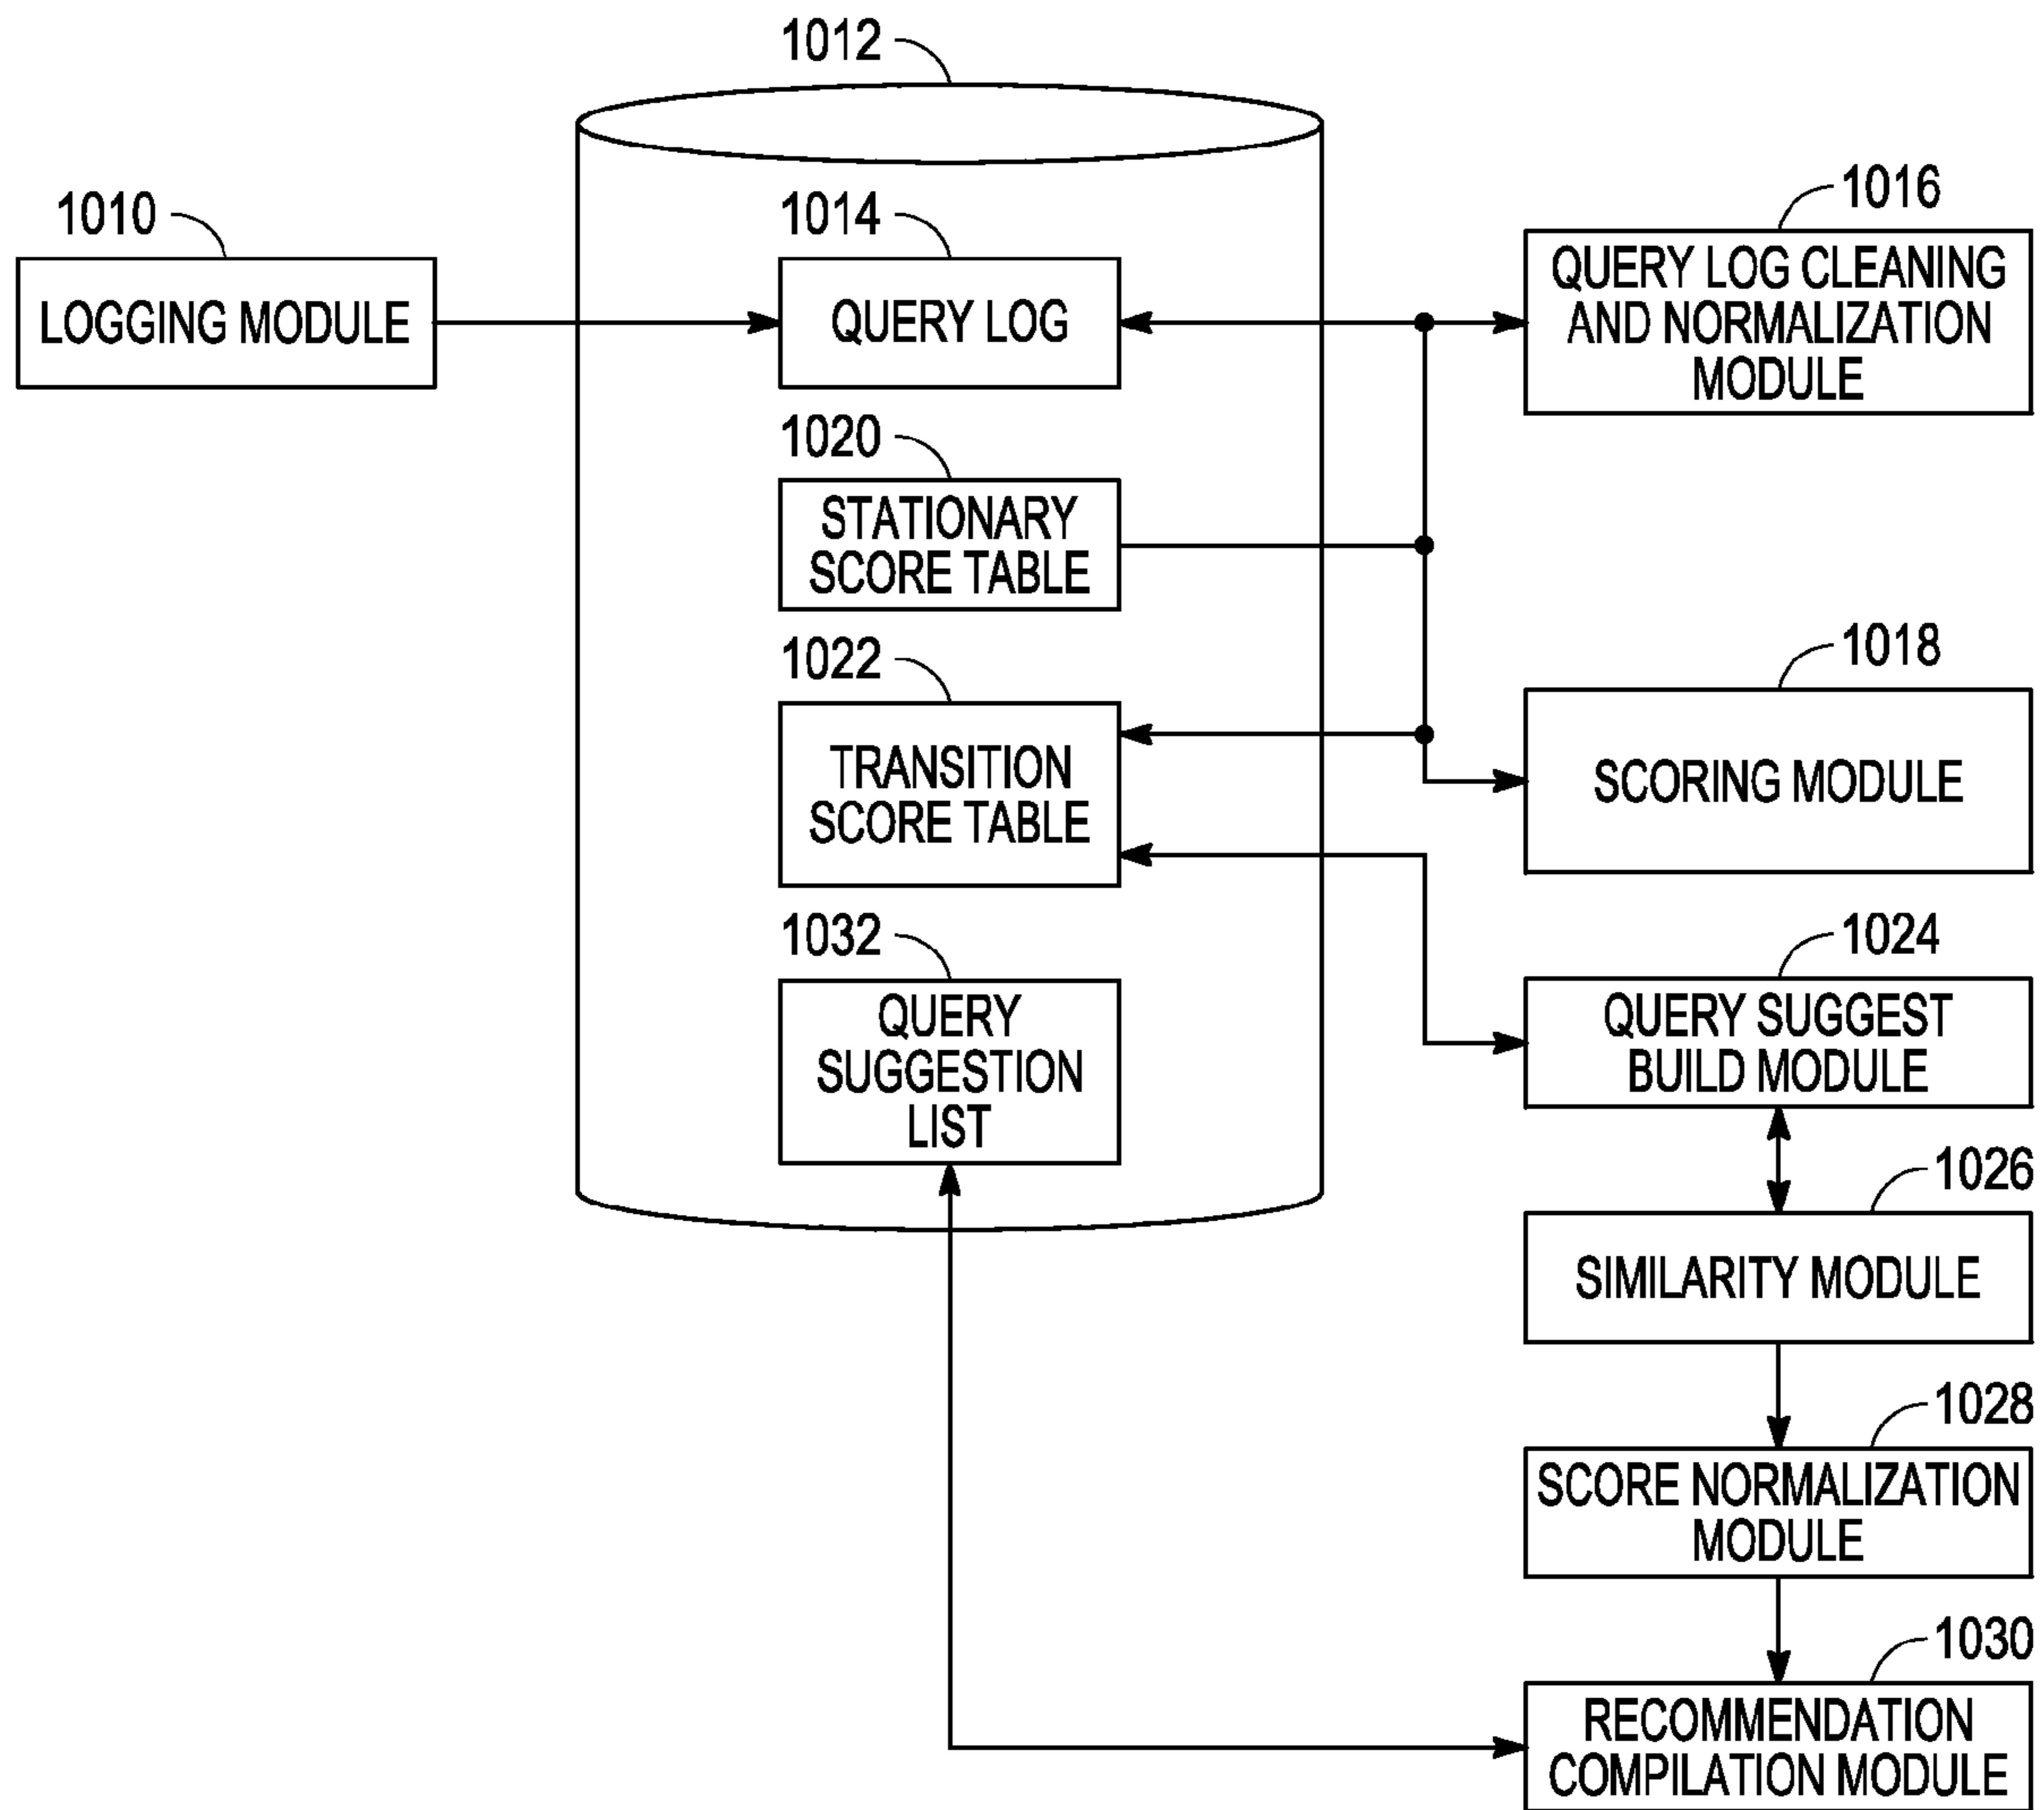 1012
1010
LOGGING MODULE
1014
QUERY LOG
1016
QUERY LOG CLEANING
AND NORMALIZATION
MODULE
1020
STATIONARY
SCORE TABLE
1022
TRANSITION
SCORE TABLE
1018
SCORING MODULE
1032
QUERY
SUGGESTION
LIST
1024
QUERY SUGGEST
BUILD MODULE
1026
SIMILARITY MODULE
1028
SCORE NORMALIZATION
MODULE
1030
RECOMMENDATION
COMPILATION MODULE